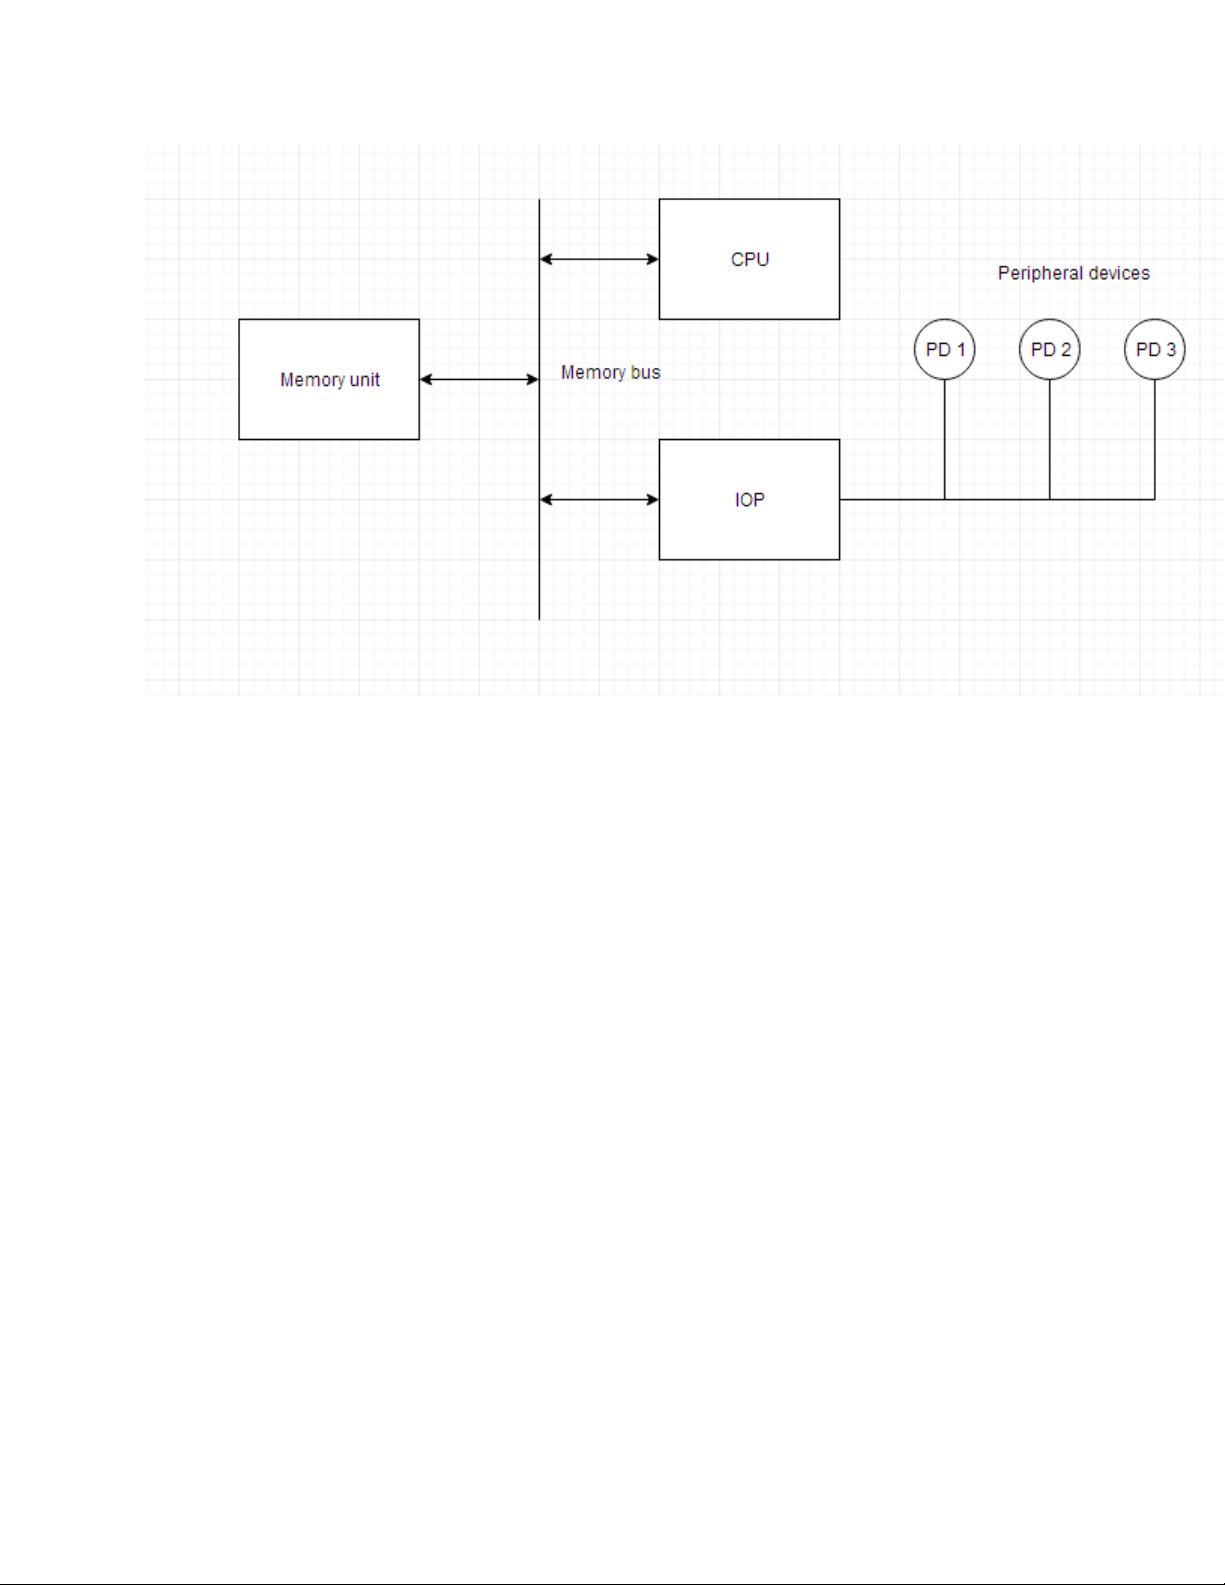 CPU
Peripheral devices
PD 1
PD 2
PD 3
Memory unit
Memory bus
IOP